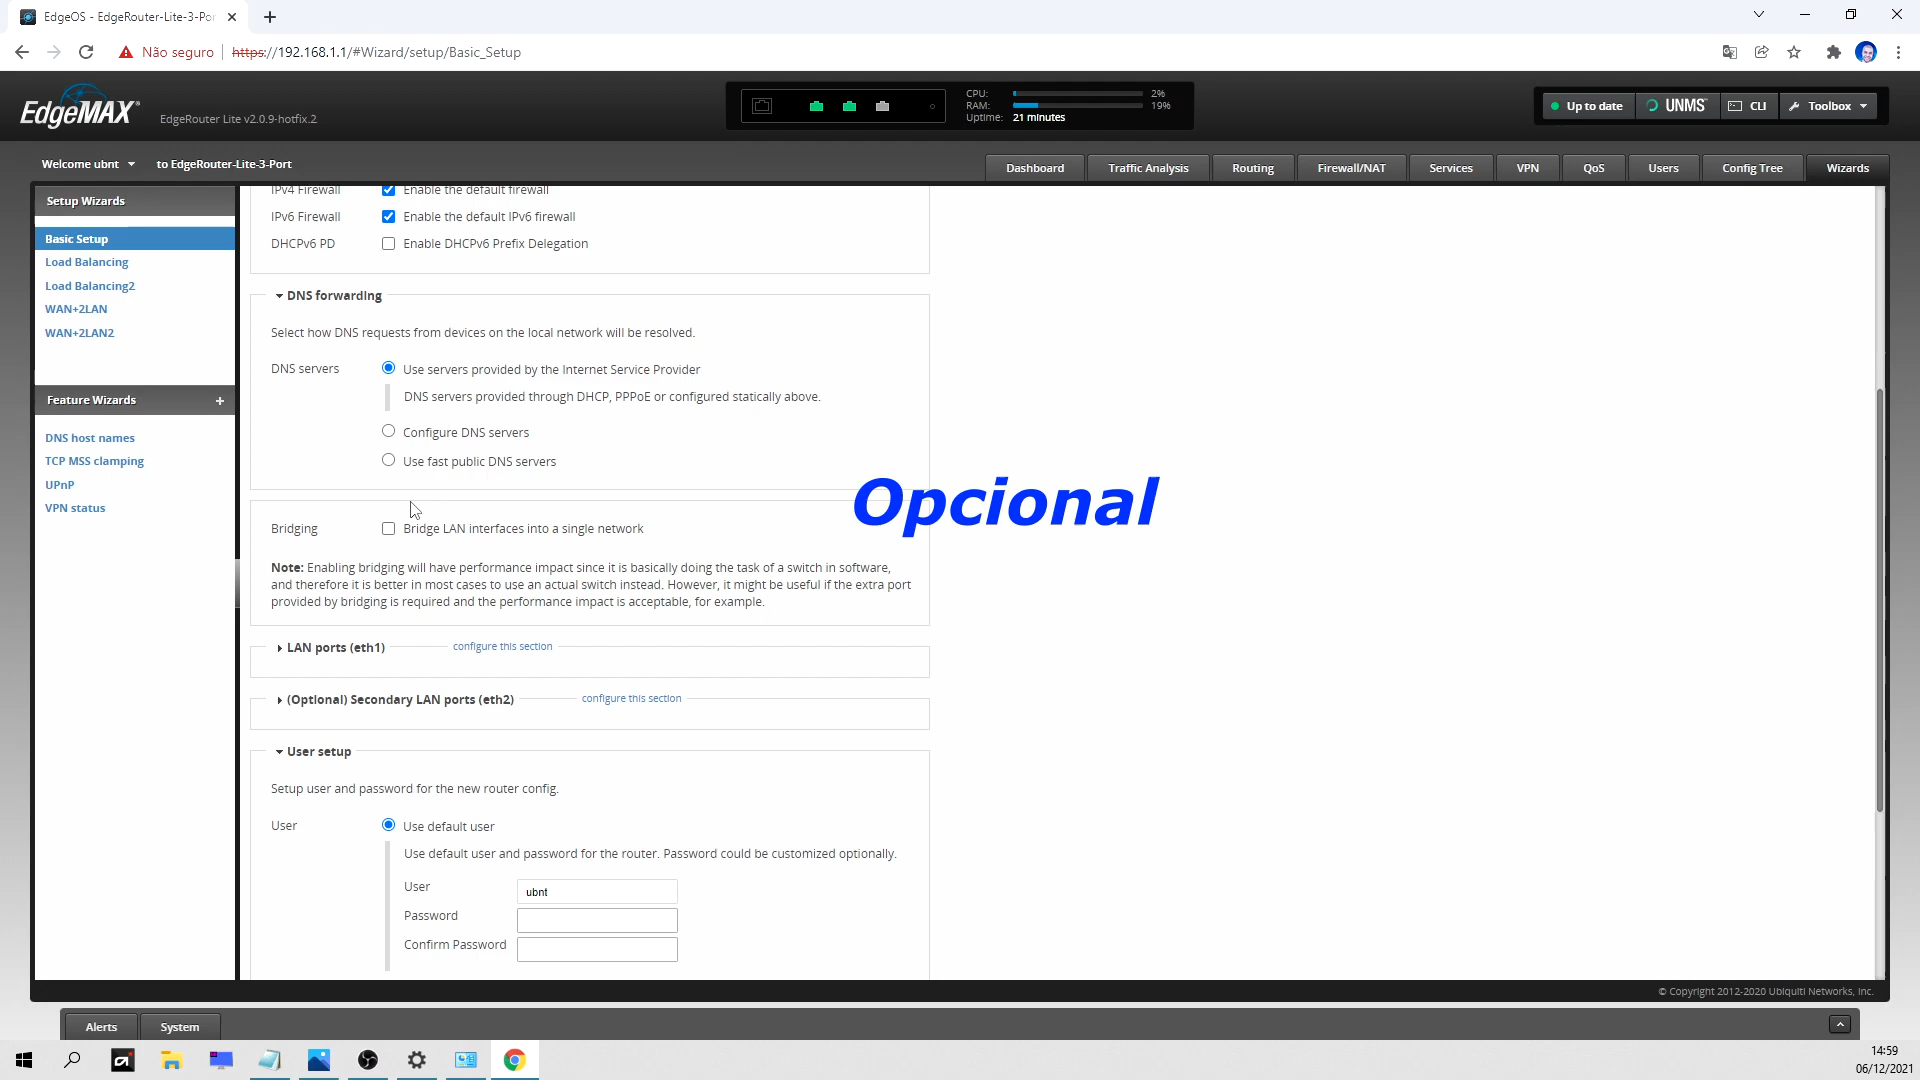 EdgeOS - EdgeRouter-Lite-3-Por
Não seguro
https://192.168.1.1/#Wizard/setup/Basic_Setup
EdgeMAX
EdgeRouter Lite v2.0.9-hotfix.2
CPU: 2%
RAM: 19%
Uptime: 21 minutes
Up to date
UNMS
CLI
Toolbox
Welcome ubnt
to EdgeRouter-Lite-3-Port
Dashboard
Traffic Analysis
Routing
Firewall/NAT
Services
VPN
QoS
Users
Config Tree
Wizards
Setup Wizards
Basic Setup
Load Balancing
Load Balancing2
WAN+2LAN
WAN+2LAN2
Feature Wizards +
DNS host names
TCP MSS clamping
UPnP
VPN status
IPv4 Firewall Enable the default firewall
IPv6 Firewall Enable the default IPv6 firewall
DHCPv6 PD Enable DHCPv6 Prefix Delegation
DNS forwarding
Select how DNS requests from devices on the local network will be resolved.
DNS servers Use servers provided by the Internet Service Provider
DNS servers provided through DHCP, PPPoE or configured statically above.
Configure DNS servers
Use fast public DNS servers
Opcional
Bridging Bridge LAN interfaces into a single network
Note: Enabling bridging will have performance impact since it is basically doing the task of a switch in software,
and therefore it is better in most cases to use an actual switch instead. However, it might be useful if the extra port
provided by bridging is required and the performance impact is acceptable, for example.
LAN ports (eth1) configure this section
(Optional) Secondary LAN ports (eth2) configure this section
User setup
Setup user and password for the new router config.
User Use default user
Use default user and password for the router. Password could be customized optionally.
User ubnt
Password
Confirm Password
© Copyright 2012-2020 Ubiquiti Networks, Inc.
Alerts
System
14:59
06/12/2021